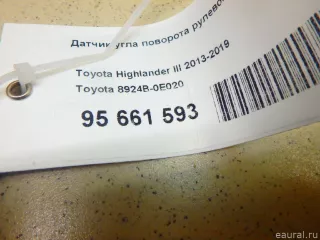 Датчик угла поворота рулево
Toyota Highlander III 2013-2019
Toyota 8924B-0E020
95 661 593
eaural.ru